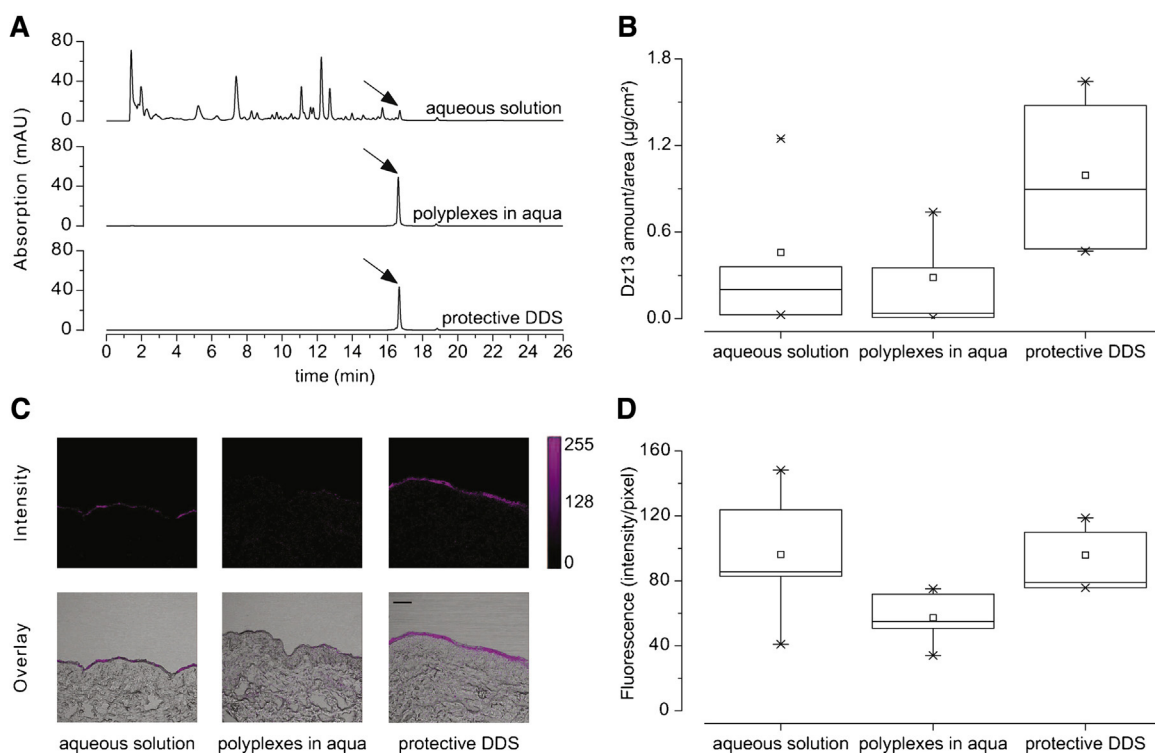 A
80
40
0
aqueous solution
80
40
0
polyplexes in aqua
80
40
0
protective DDS
Absorption (mAU)
0 2 4 6 8 10 12 14 16 18 20 22 24 26
time (min)
B
1.8
1.2
0.6
0.0
Dz13 amount/area (µg/cm²)
aqueous solution polyplexes in aqua protective DDS
C
Intensity
255
128
0
Overlay
aqueous solution polyplexes in aqua protective DDS
D
160
120
80
40
0
Fluorescence (intensity/pixel)
aqueous solution polyplexes in aqua protective DDS